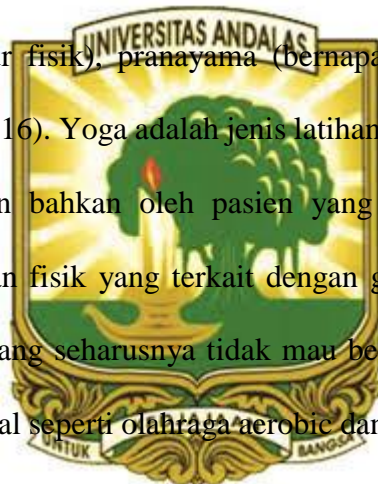 UNIVERSITAS ANDALAS
r fisik), pranayama (bernapa
16). Yoga adalah jenis latihan
n bahkan oleh pasien yang
n fisik yang terkait dengan g
ang seharusnya tidak mau be
al seperti olahraga aerobic dan
UNTUK
BANGSA